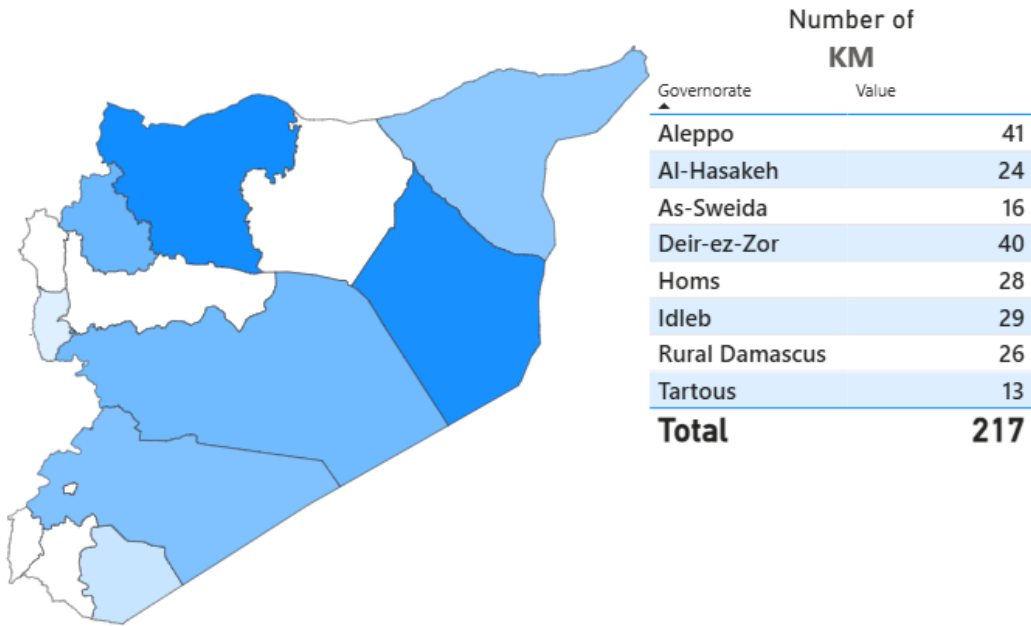 Number of
KM
Governorate Value
Aleppo 41
Al-Hasakeh 24
As-Sweida 16
Deir-ez-Zor 40
Homs 28
Idleb 29
Rural Damascus 26
Tartous 13
Total 217